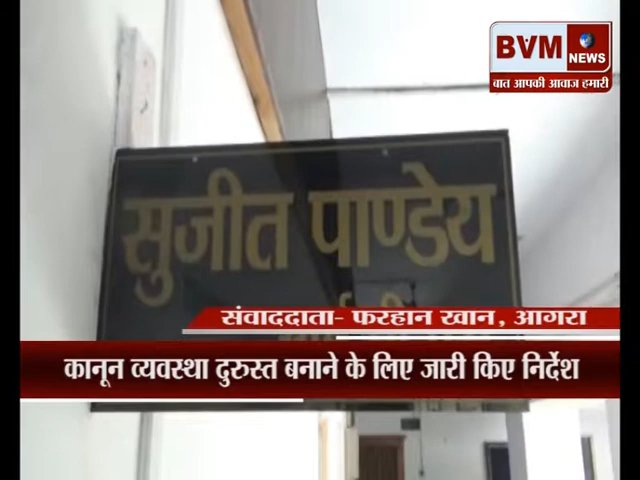 BVM
NEWS
बात आपकी आवाज हमारी
सुजीत पाण्डेय
संवाददाता- फरहान खान, आगरा
कानून व्यवस्था दुरुस्त बनाने के लिए जारी किए निर्देश